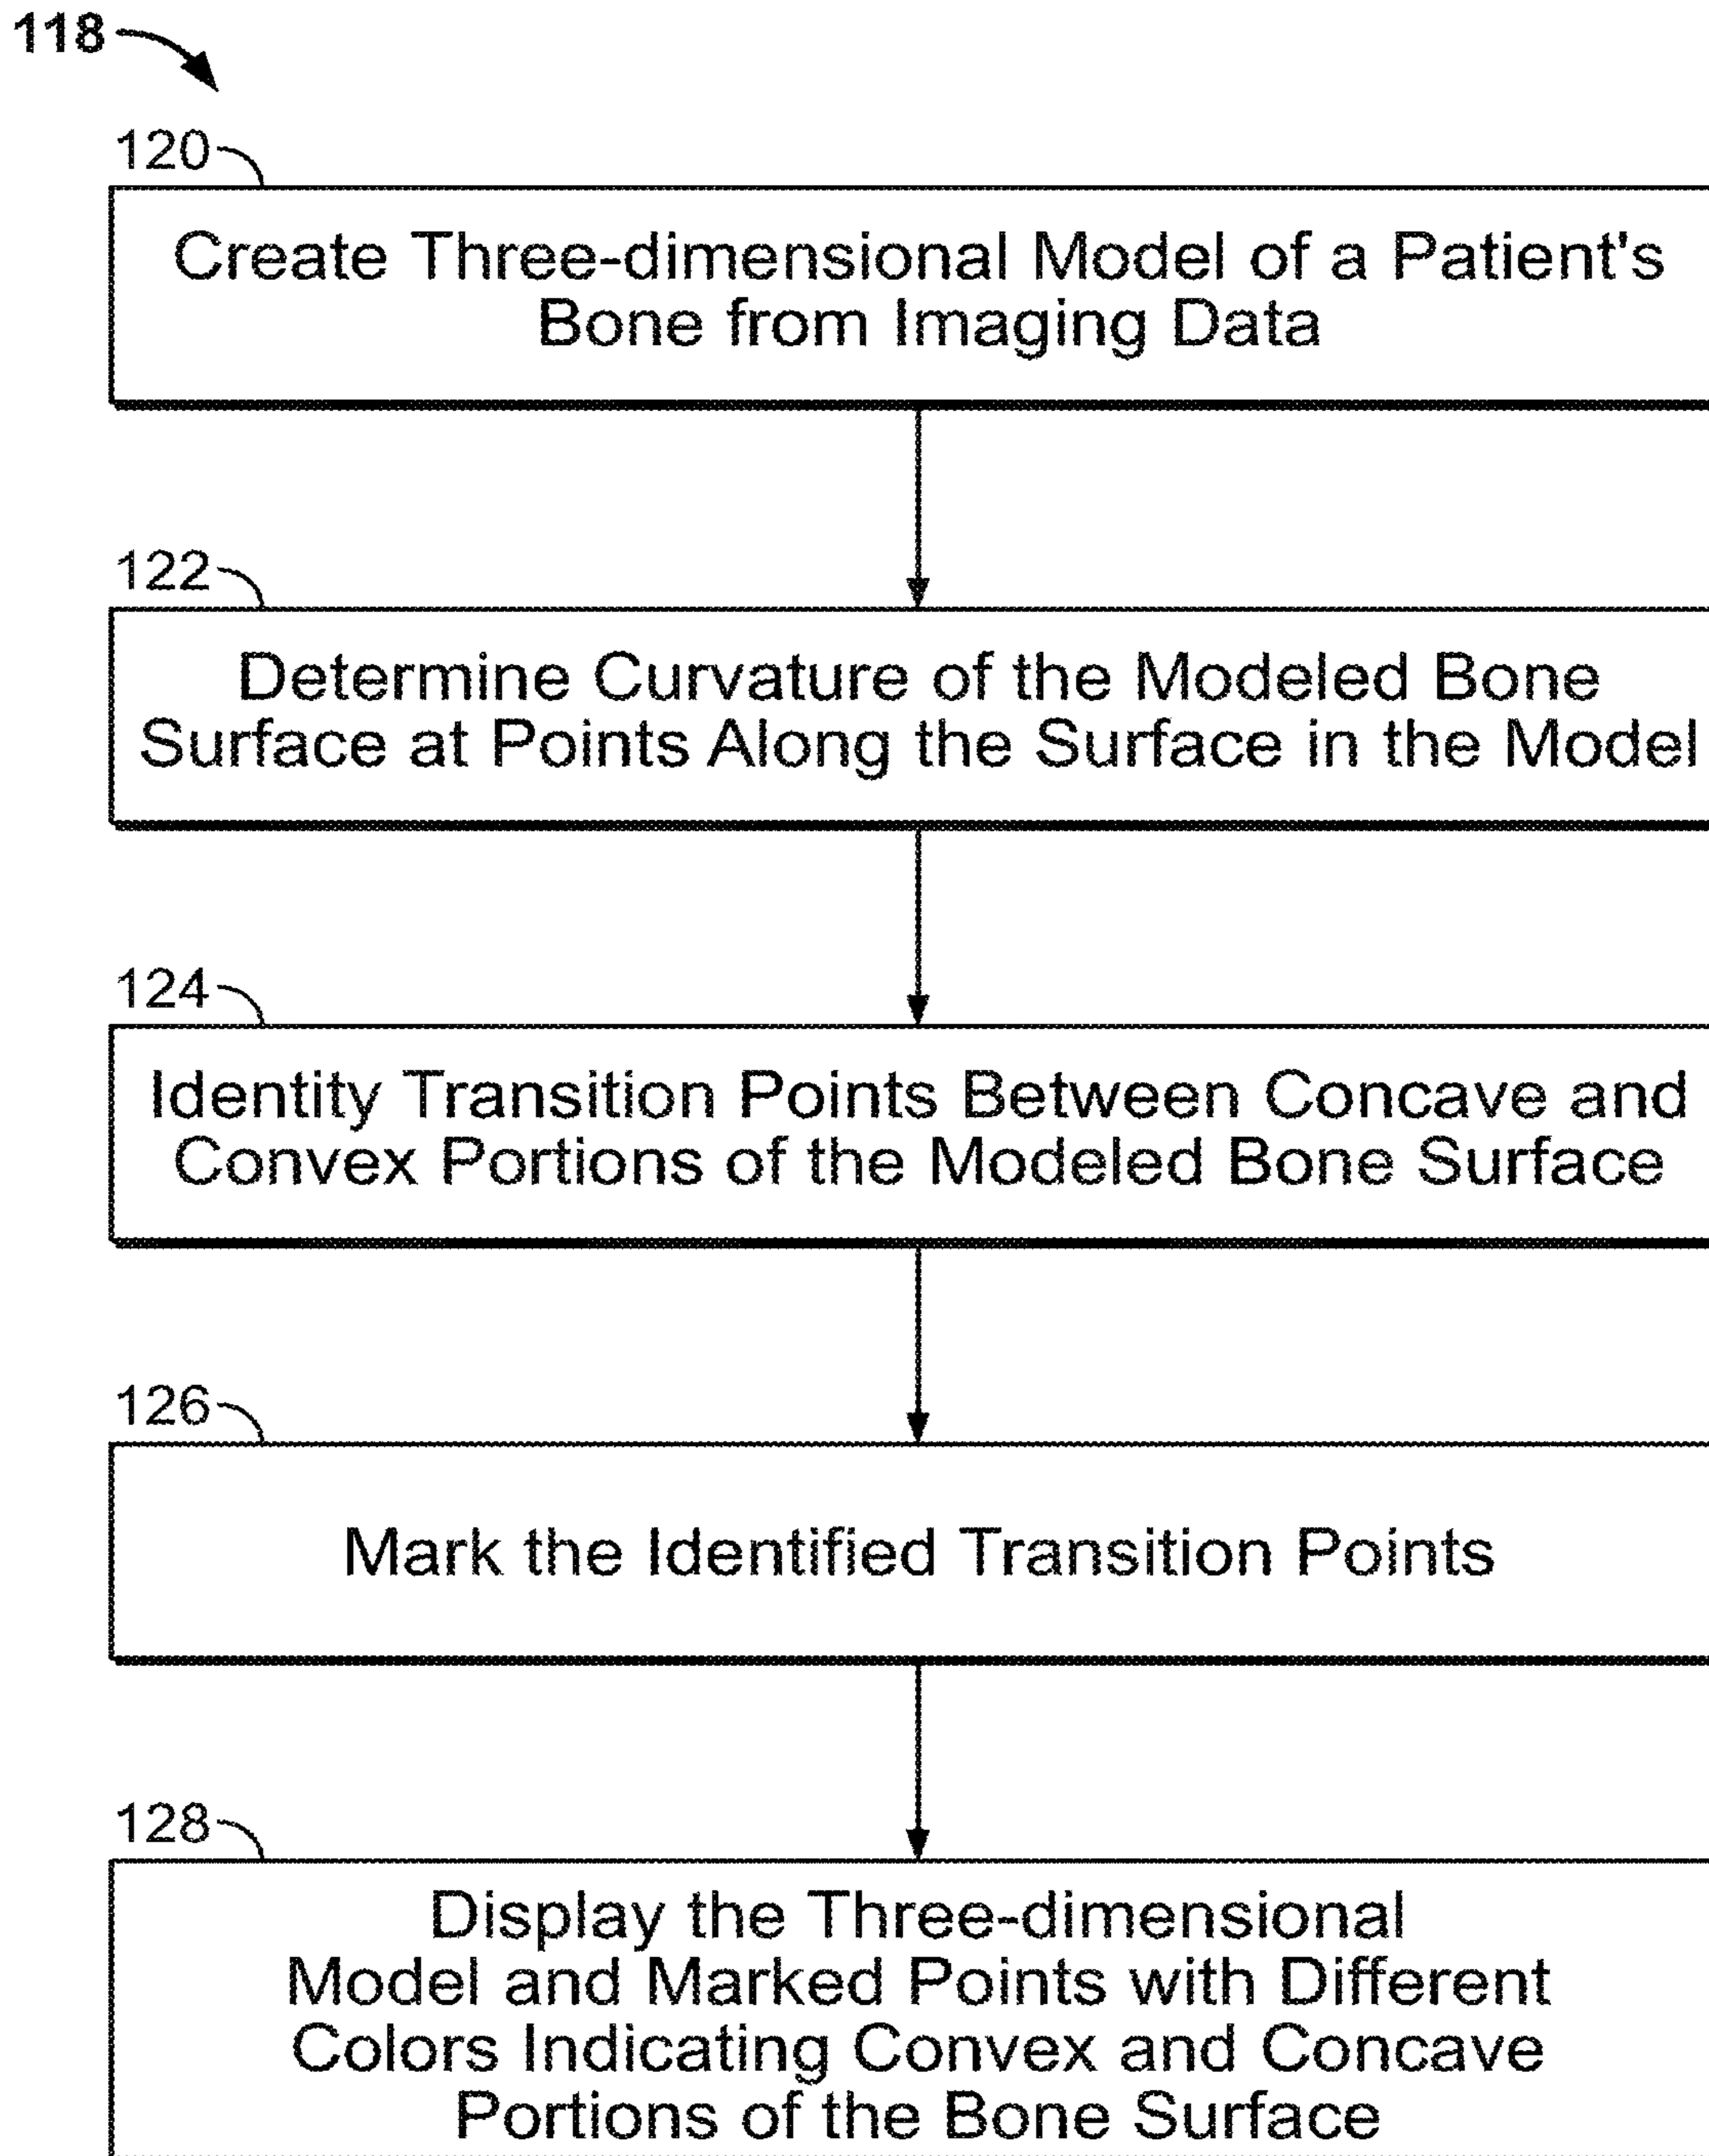 118
120
Create Three-dimensional Model of a Patient's
Bone from Imaging Data
122
Determine Curvature of the Modeled Bone
Surface at Points Along the Surface in the Model
124
Identity Transition Points Between Concave and
Convex Portions of the Modeled Bone Surface
126
Mark the Identified Transition Points
128
Display the Three-dimensional
Model and Marked Points with Different
Colors Indicating Convex and Concave
Portions of the Bone Surface